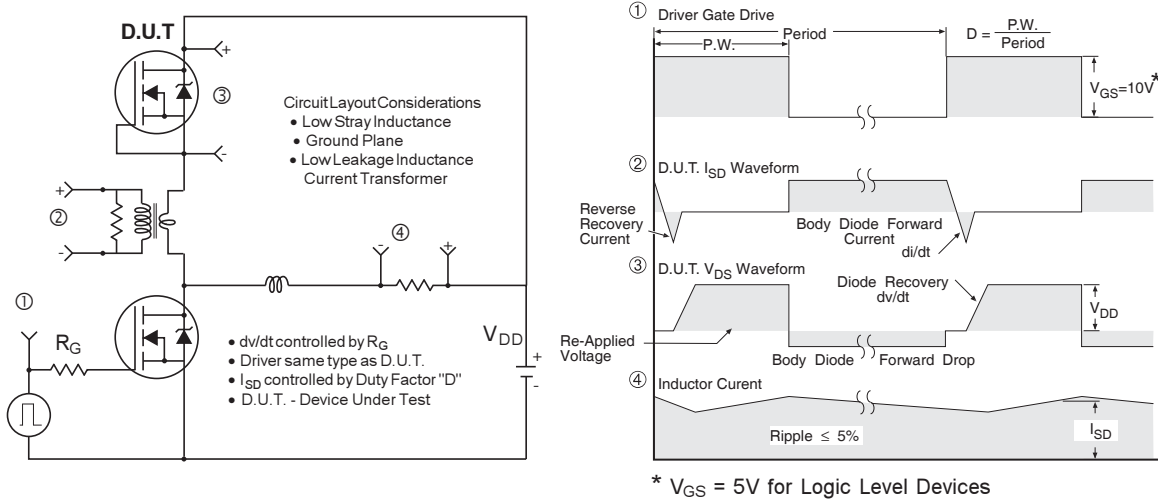 D.U.T
+
③
-
Circuit Layout Considerations
• Low Stray Inductance
• Ground Plane
• Low Leakage Inductance
Current Transformer
+
②
-
④
-
+
①
R_G
V_DD
+
-
• dv/dt controlled by R_G
• Driver same type as D.U.T.
• I_SD controlled by Duty Factor "D"
• D.U.T. - Device Under Test
① Driver Gate Drive
P.W.
Period
D = P.W.
Period
V_GS=10V*
② D.U.T. I_SD Waveform
Reverse
Recovery
Current
Body Diode Forward
Current
di/dt
③ D.U.T. V_DS Waveform
Diode Recovery
dv/dt
V_DD
Re-Applied
Voltage
Body Diode Forward Drop
④ Inductor Curent
Ripple ≤ 5%
I_SD
* V_GS = 5V for Logic Level Devices